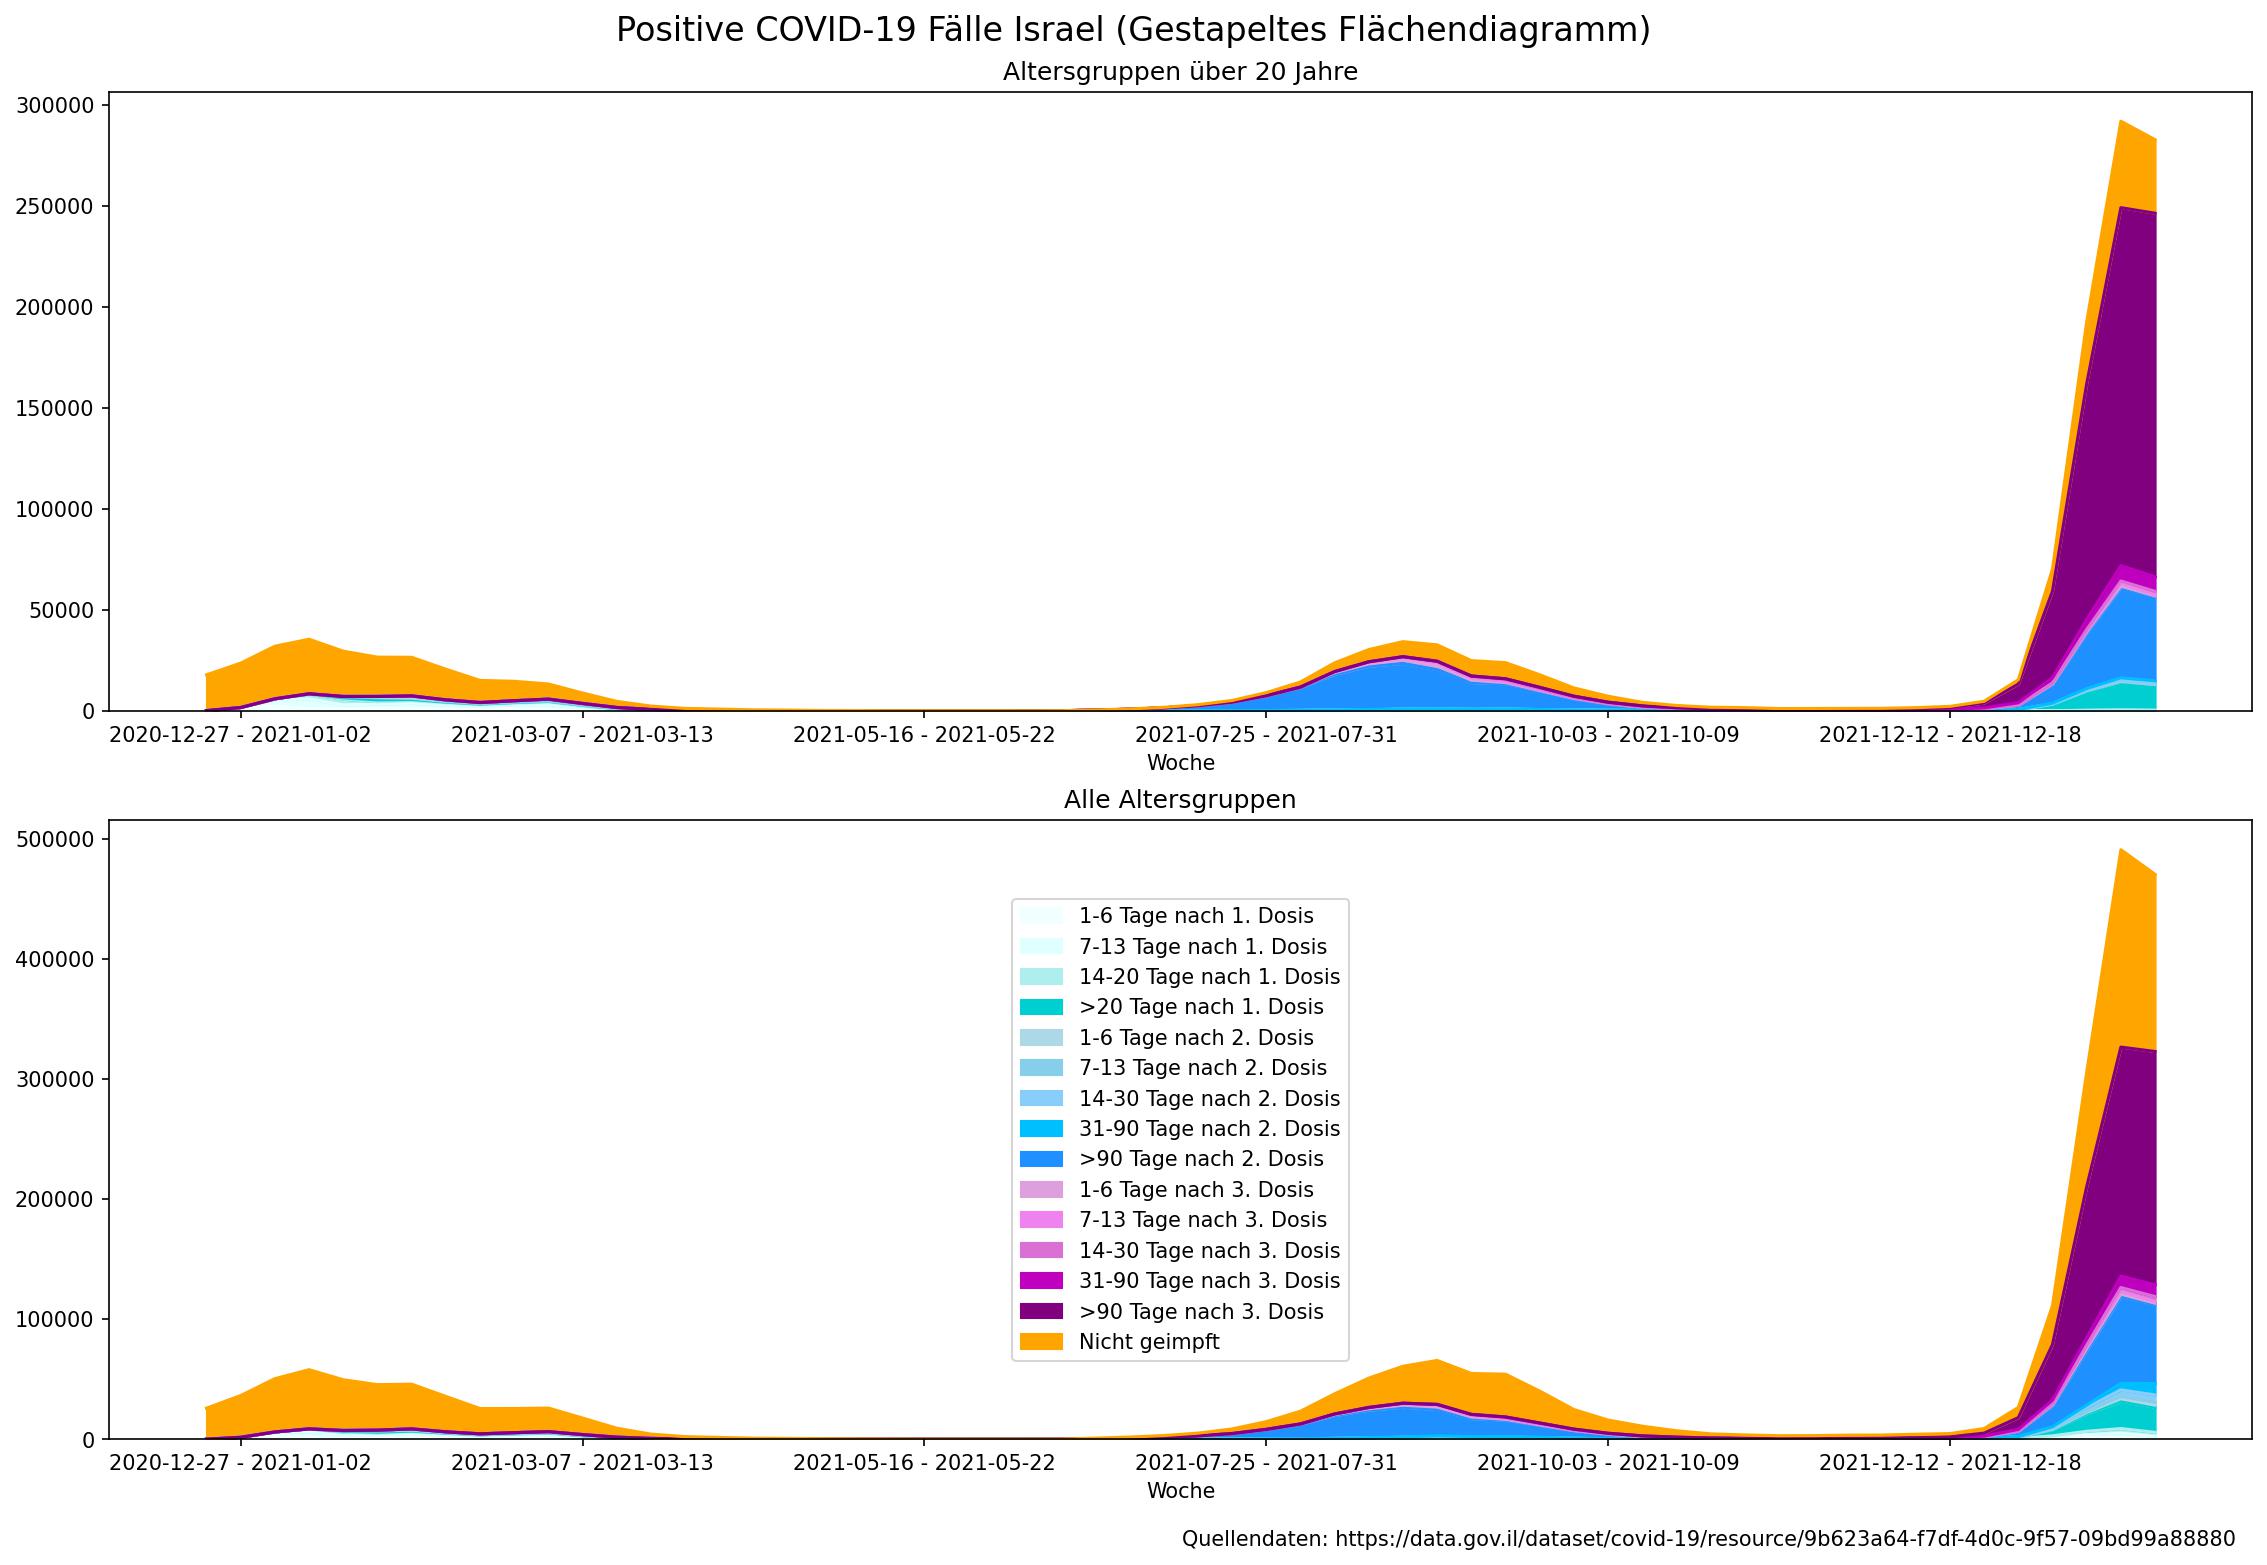 Positive COVID-19 Fälle Israel (Gestapeltes Flächendiagramm)
Altersgruppen über 20 Jahre
300000
250000
200000
150000
100000
50000
0
2020-12-27 - 2021-01-02
2021-03-07 - 2021-03-13
2021-05-16 - 2021-05-22
2021-07-25 - 2021-07-31
2021-10-03 - 2021-10-09
2021-12-12 - 2021-12-18
Woche
Alle Altersgruppen
500000
400000
300000
200000
100000
0
1-6 Tage nach 1. Dosis
7-13 Tage nach 1. Dosis
14-20 Tage nach 1. Dosis
>20 Tage nach 1. Dosis
1-6 Tage nach 2. Dosis
7-13 Tage nach 2. Dosis
14-30 Tage nach 2. Dosis
31-90 Tage nach 2. Dosis
>90 Tage nach 2. Dosis
1-6 Tage nach 3. Dosis
7-13 Tage nach 3. Dosis
14-30 Tage nach 3. Dosis
31-90 Tage nach 3. Dosis
>90 Tage nach 3. Dosis
Nicht geimpft
2020-12-27 - 2021-01-02
2021-03-07 - 2021-03-13
2021-05-16 - 2021-05-22
2021-07-25 - 2021-07-31
2021-10-03 - 2021-10-09
2021-12-12 - 2021-12-18
Woche
Quellendaten: https://data.gov.il/dataset/covid-19/resource/9b623a64-f7df-4d0c-9f57-09bd99a88880